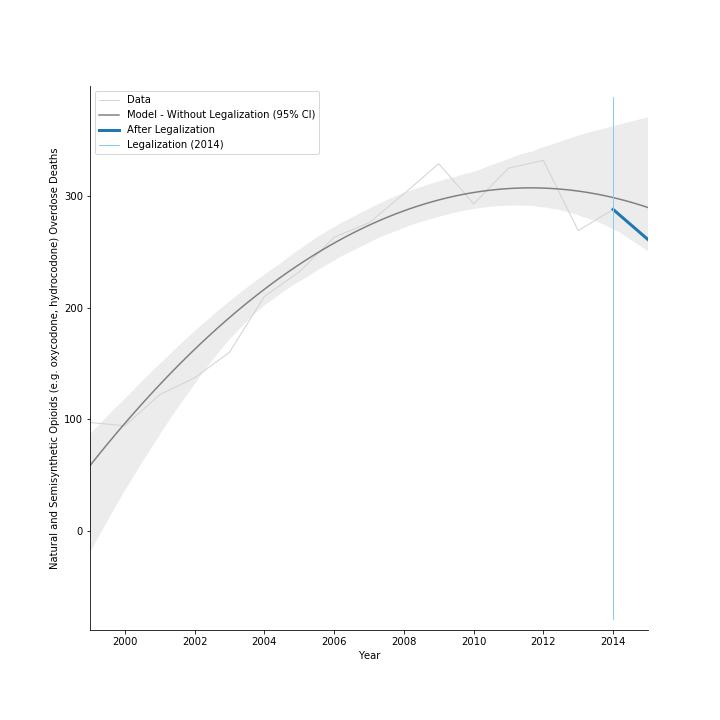 Data
Model - Without Legalization (95% CI)
After Legalization
Legalization (2014)
Natural and Semisynthetic Opioids (e.g. oxycodone, hydrocodone) Overdose Deaths
300
200
100
0
2000 2002 2004 2006 2008 2010 2012 2014
Year